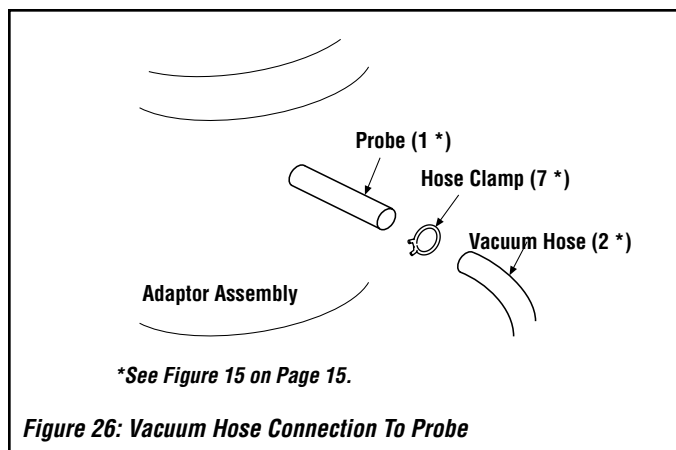 Probe (1 *)
Hose Clamp (7 *)
Vacuum Hose (2 *)
Adaptor Assembly
*See Figure 15 on Page 15.
Figure 26: Vacuum Hose Connection To Probe